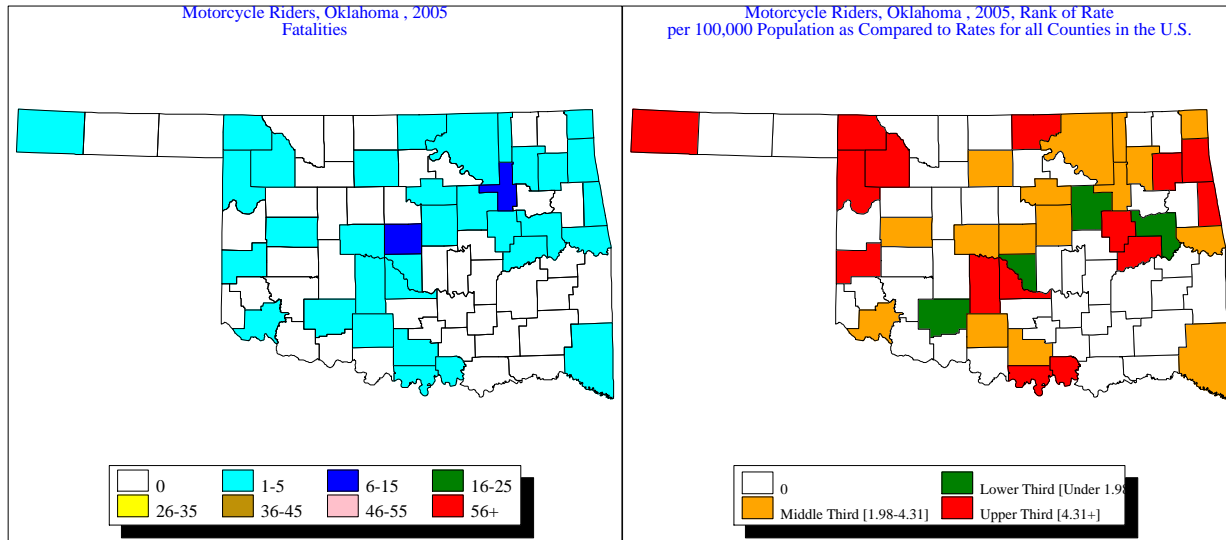 Motorcycle Riders, Oklahoma , 2005
Fatalities
0
1-5
6-15
16-25
26-35
36-45
46-55
56+
Motorcycle Riders, Oklahoma , 2005, Rank of Rate
per 100,000 Population as Compared to Rates for all Counties in the U.S.
0
Lower Third [Under 1.98
Middle Third [1.98-4.31]
Upper Third [4.31+]